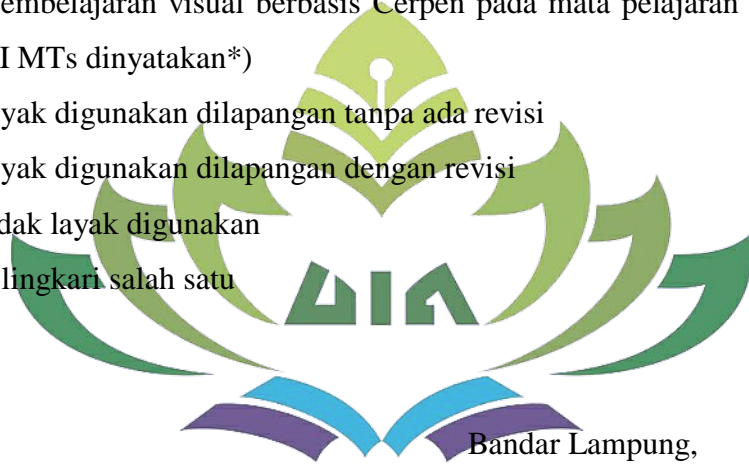 embelajaran visual berbasis Cerpen pada mata pelajaran
I MTs dinyatakan*)
yak digunakan dilapangan tanpa ada revisi
yak digunakan dilapangan dengan revisi
dak layak digunakan
lingkari salah satu
UIN
Bandar Lampung,